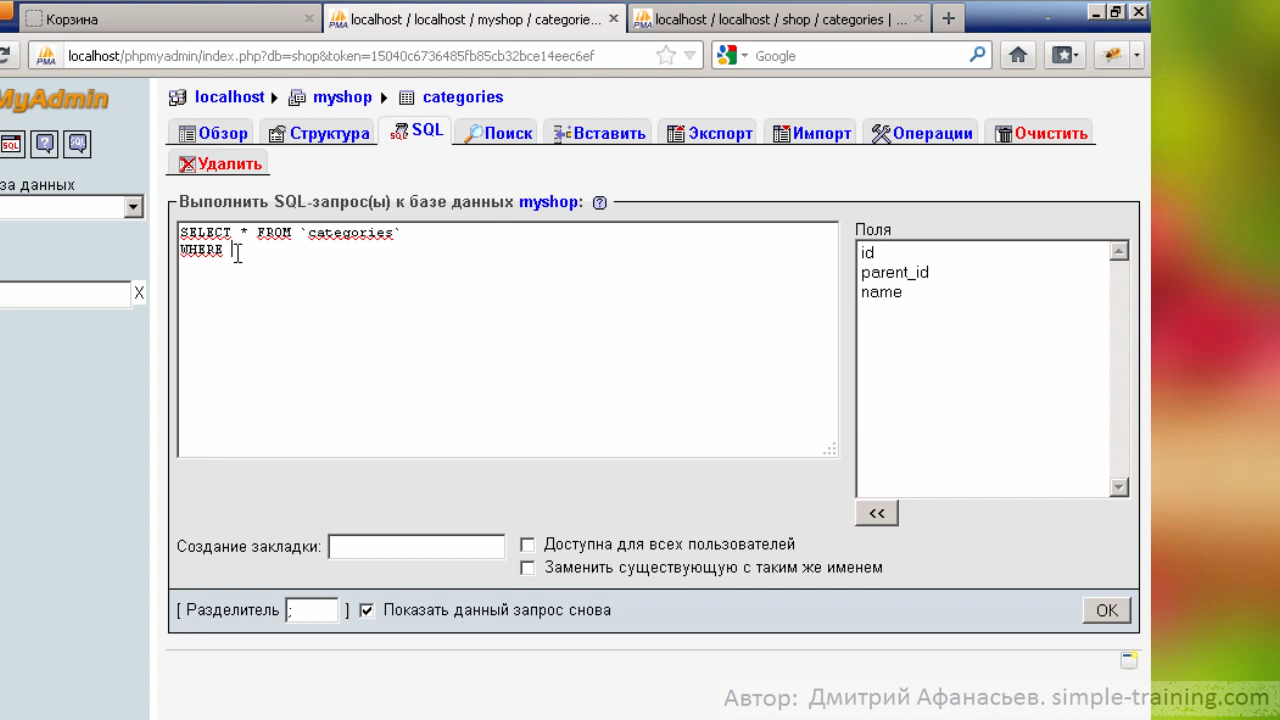 Корзина
localhost / localhost / myshop / categorie...
localhost / localhost / shop / categories | ...
localhost/phpmyadmin/index.php?db=shop&token=15040c6736485fb85cb32bce14eec6ef
Google
MyAdmin
localhost myshop categories
Обзор Структура SQL Поиск Вставить Экспорт Импорт Операции Очистить
SQL ? SQL
Удалить
за данных
Выполнить SQL-запрос(ы) к базе данных myshop:
SELECT * FROM `categories`
WHERE
Поля
id
parent_id
name
X
<<
Создание закладки:
Доступна для всех пользователей
Заменить существующую с таким же именем
[ Разделитель ; ] Показать данный запрос снова
OK
Автор: Дмитрий Афанасьев. simple-training.com